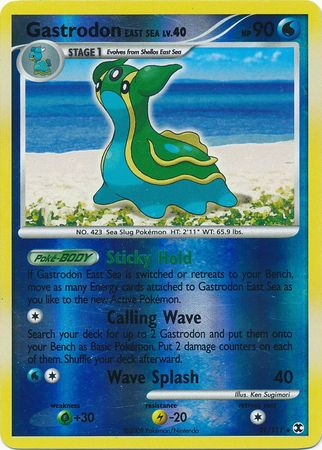 Gastrodon EAST SEA LV.40 HP 90
STAGE 1 Evolves from Shellos East Sea
NO. 423 Sea Slug Pokémon HT: 2'11" WT: 65.9 lbs.
Poké-BODY Sticky Hold
If Gastrodon East Sea is switched or retreats to your Bench,
move as many Energy cards attached to Gastrodon East Sea as
you like to the new Active Pokémon.
Calling Wave
Search your deck for up to 2 Gastrodon and put them onto
your Bench as Basic Pokémon. Put 2 damage counters on each
of them. Shuffle your deck afterward.
Wave Splash 40
Illus. Ken Sugimori
weakness resistance retreat cost
+30 -20
©2009 Pokémon/Nintendo /111